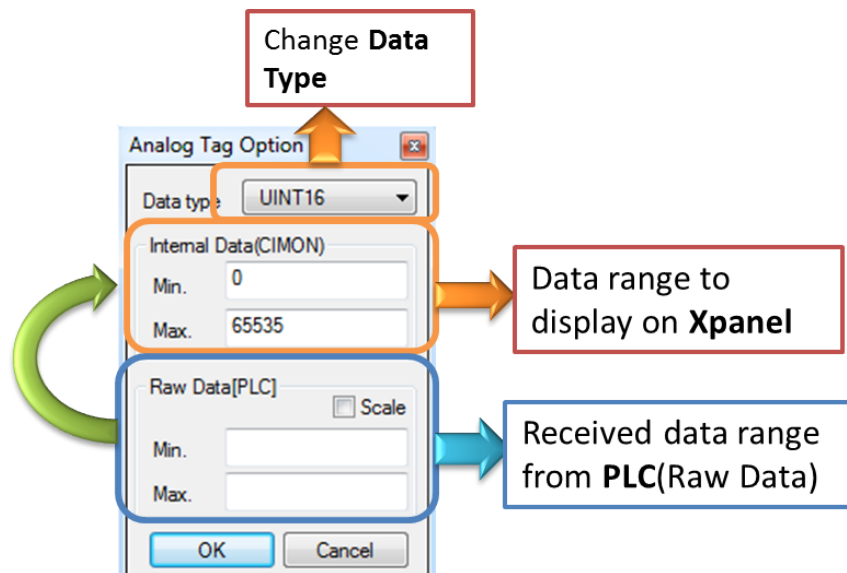 Change Data
Type
Analog Tag Option
Data type
UINT16
Internal Data(CIMON)
Min.
0
Max.
65535
Data range to
display on Xpanel
Raw Data[PLC]
Scale
Min.
Max.
Received data range
from PLC(Raw Data)
OK
Cancel